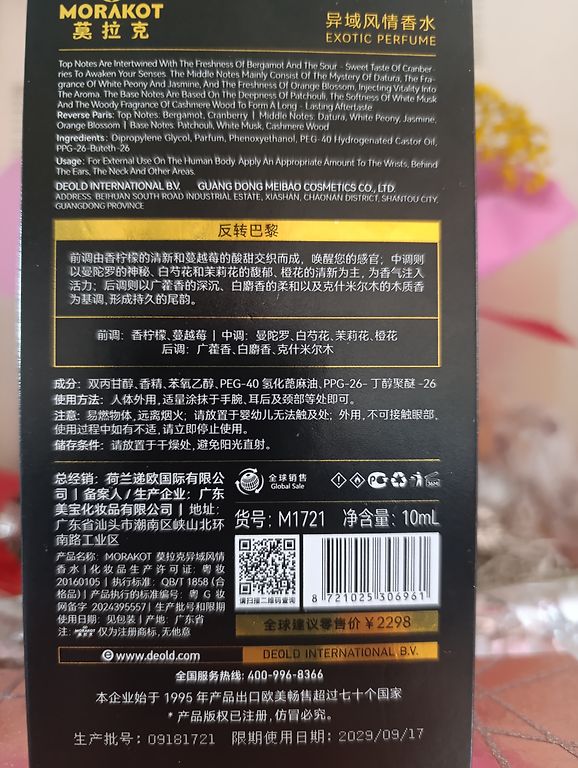 MORAKOT
莫拉克
异域风情香水
EXOTIC PERFUME
Top Notes Are Intertwined With The Freshness Of Bergamot And The Sour - Sweet Taste Of Cranber-
ries To Awaken Your Senses. The Middle Notes Mainly Consist Of The Mystery Of Datura, The Fra-
grance Of White Peony And Jasmine, And The Freshness Of Orange Blossom, Injecting Vitality Into
The Aroma. The Base Notes Are Based On The Deepness Of Patchouli, The Softness Of White Musk
And The Woody Fragrance Of Cashmere Wood To Form A Long - Lasting Aftertaste.
Reverse Paris: Top Notes: Bergamot, Cranberry | Middle Notes: Datura, White Peony, Jasmine,
Orange Blossom | Base Notes: Patchouli, White Musk, Cashmere Wood
Ingredients: Dipropylene Glycol, Parfum, Phenoxyethanol, PEG-40 Hydrogenated Castor Oil,
PPG-26-Buteth-26
Usage: For External Use On The Human Body. Apply An Appropriate Amount To The Wrists, Behind
The Ears, The Neck And Other Areas.
DEOLD INTERNATIONAL B.V. GUANG DONG MEIBAO COSMETICS CO., LTD.
ADDRESS: BEIHUAN SOUTH ROAD INDUSTRIAL ESTATE, XIASHAN, CHAONAN DISTRICT, SHANTOU CITY,
GUANGDONG PROVINCE
反转巴黎
前调由香柠檬的清新和蔓越莓的酸甜交织而成，唤醒您的感官；中调则
以曼陀罗的神秘、白芍花和茉莉花的馥郁、橙花的清新为主，为香气注入
活力；后调则以广藿香的深沉、白麝香的柔和以及克什米尔木的木质香
为基调，形成持久的尾韵。
前调：香柠檬、蔓越莓 | 中调：曼陀罗、白芍花、茉莉花、橙花
后调：广藿香、白麝香、克什米尔木
成分：双丙甘醇、香精、苯氧乙醇、PEG-40 氢化蓖麻油、PPG-26- 丁醇聚醚 -26
使用方法：人体外用，适量涂抹于手腕、耳后及颈部等处即可。
注意：易燃物体，远离烟火；请放置于婴幼儿无法触及处；外用，不可接触眼部、
使用过程中如有不适，请立即停止使用。
储存条件：请放置于干燥处，避免阳光直射。
总经销：荷兰递欧国际有限公
司 | 备案人/生产企业：广东
美宝化妆品有限公司 | 地址：
广东省汕头市潮南区峡山北环
南路工业区
全球销售
Global Sale
36M
货号：M1721 净含量：10mL
产品名称：MORAKOT 莫拉克异域风情
香水 | 化妆品生产许可证：粤妆
20160105 | 执行标准：QB/T 1858 (合
格品) | 产品执行的标准编号：粤 G 妆
网备字 2024395557 | 生产批号和限期
使用日期：见包装 | 产地：广东省
注： 仅为注册商标，无他意
请扫描二维码查询
8 721025 306961
全球建议零售价 ¥ 2298
www.deold.com
DEOLD INTERNATIONAL B.V.
全国服务热线：400-996-8366
本企业始于 1995 年产品出口欧美畅售超过七十个国家
* 产品版权已注册，仿冒必究。
生产批号：09181721 限期使用日期：2029/09/17